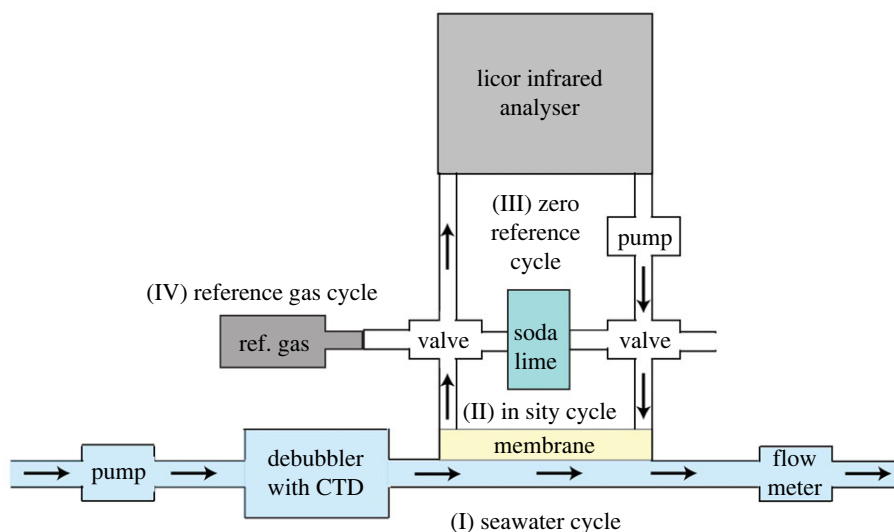 licor infrared
analyser
(III) zero
reference
cycle
pump
(IV) reference gas cycle
ref. gas
valve
soda
lime
valve
(II) in sity cycle
membrane
pump
debubbler
with CTD
flow
meter
(I) seawater cycle